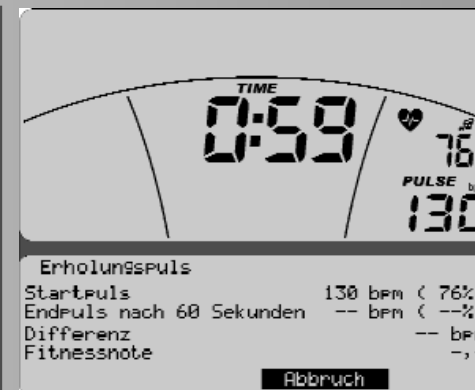 TIME
0:59
76
PULSE
130
Erholungspuls
Startpuls 130 bpm ( 76%
Endpuls nach 60 Sekunden -- bpm ( --%
Differenz -- bp
Fitnessnote -,
Abbruch